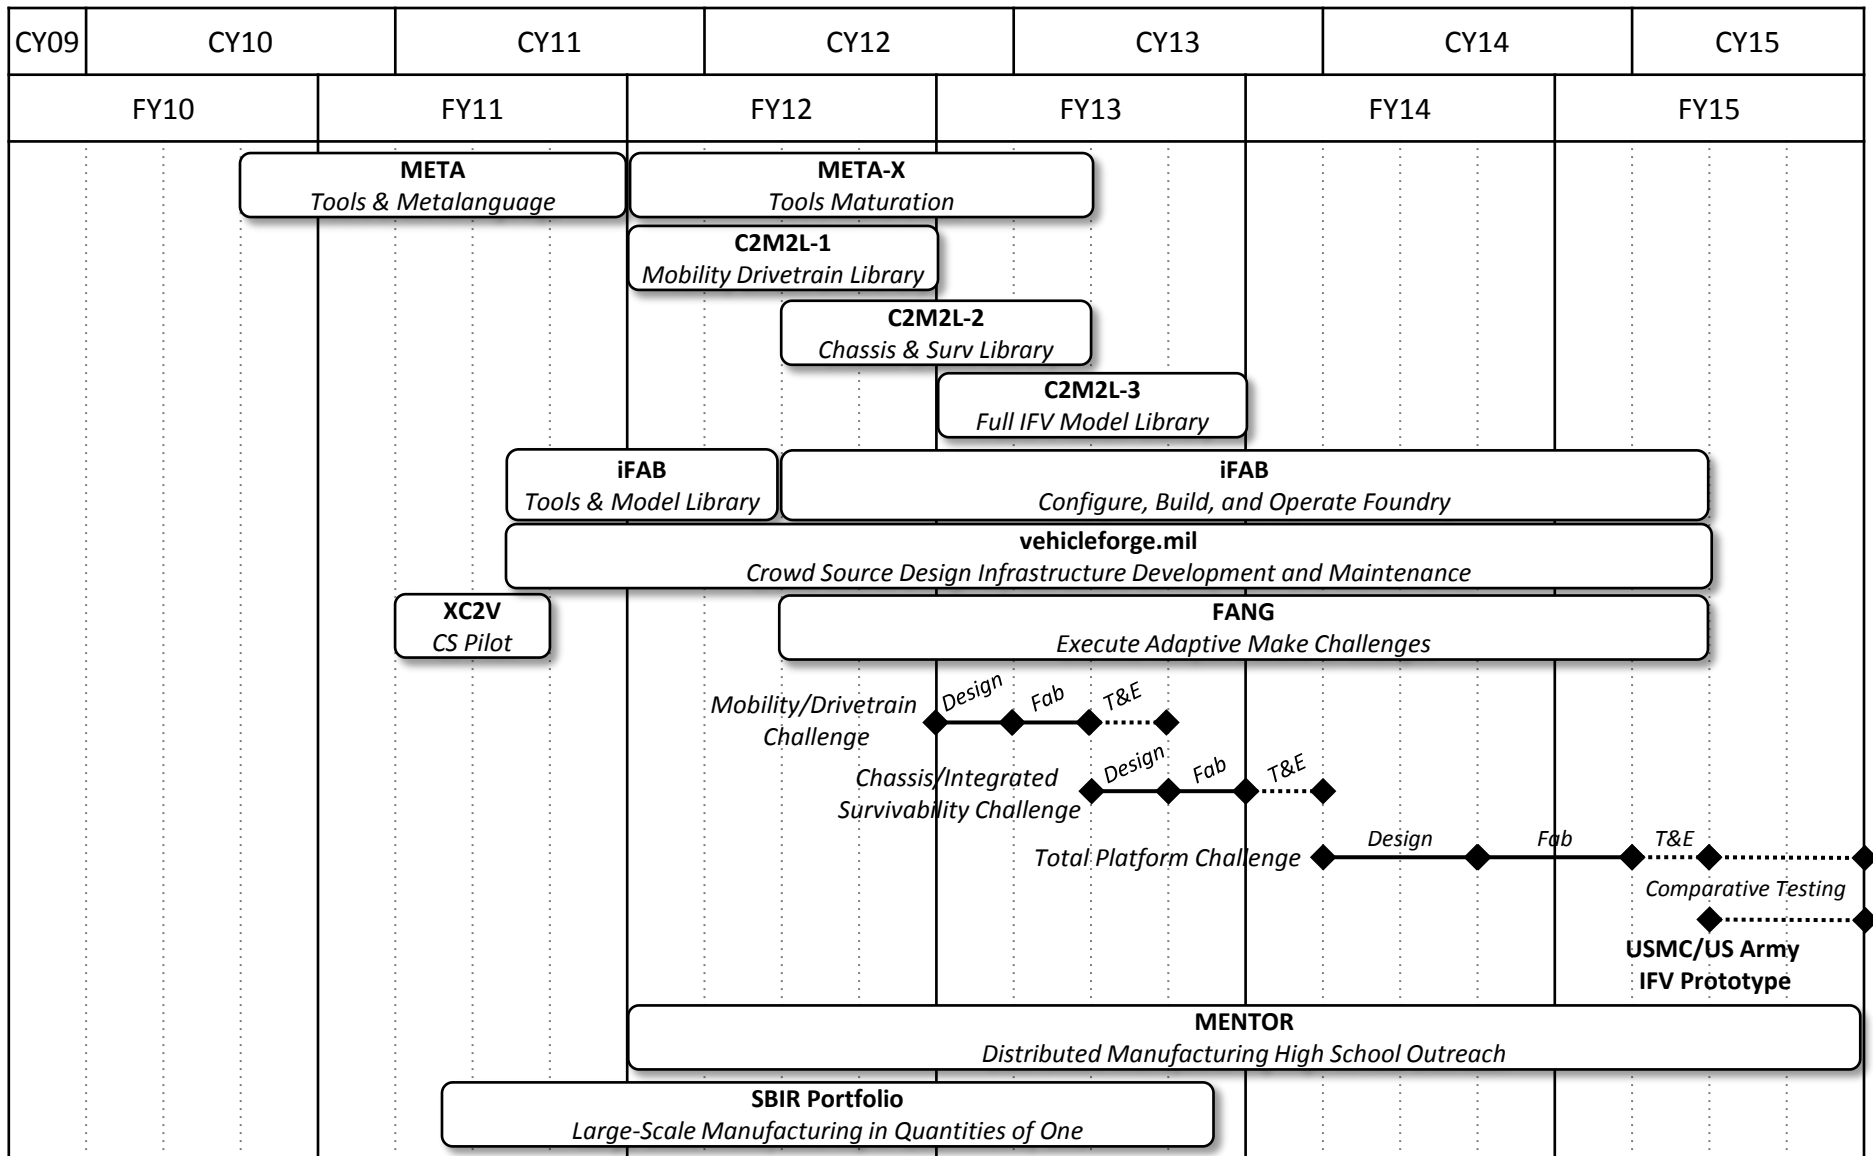 CY09 CY10 CY11 CY12 CY13 CY14 CY15
FY10 FY11 FY12 FY13 FY14 FY15
META
Tools & Metalanguage
META-X
Tools Maturation
C2M2L-1
Mobility Drivetrain Library
C2M2L-2
Chassis & Surv Library
C2M2L-3
Full IFV Model Library
iFAB
Tools & Model Library
iFAB
Configure, Build, and Operate Foundry
vehicleforge.mil
Crowd Source Design Infrastructure Development and Maintenance
XC2V
CS Pilot
FANG
Execute Adaptive Make Challenges
Mobility/Drivetrain
Challenge
Design Fab T&E
Chassis/Integrated
Survivability Challenge
Design Fab T&E
Total Platform Challenge
Design Fab T&E
Comparative Testing
USMC/US Army
IFV Prototype
MENTOR
Distributed Manufacturing High School Outreach
SBIR Portfolio
Large-Scale Manufacturing in Quantities of One